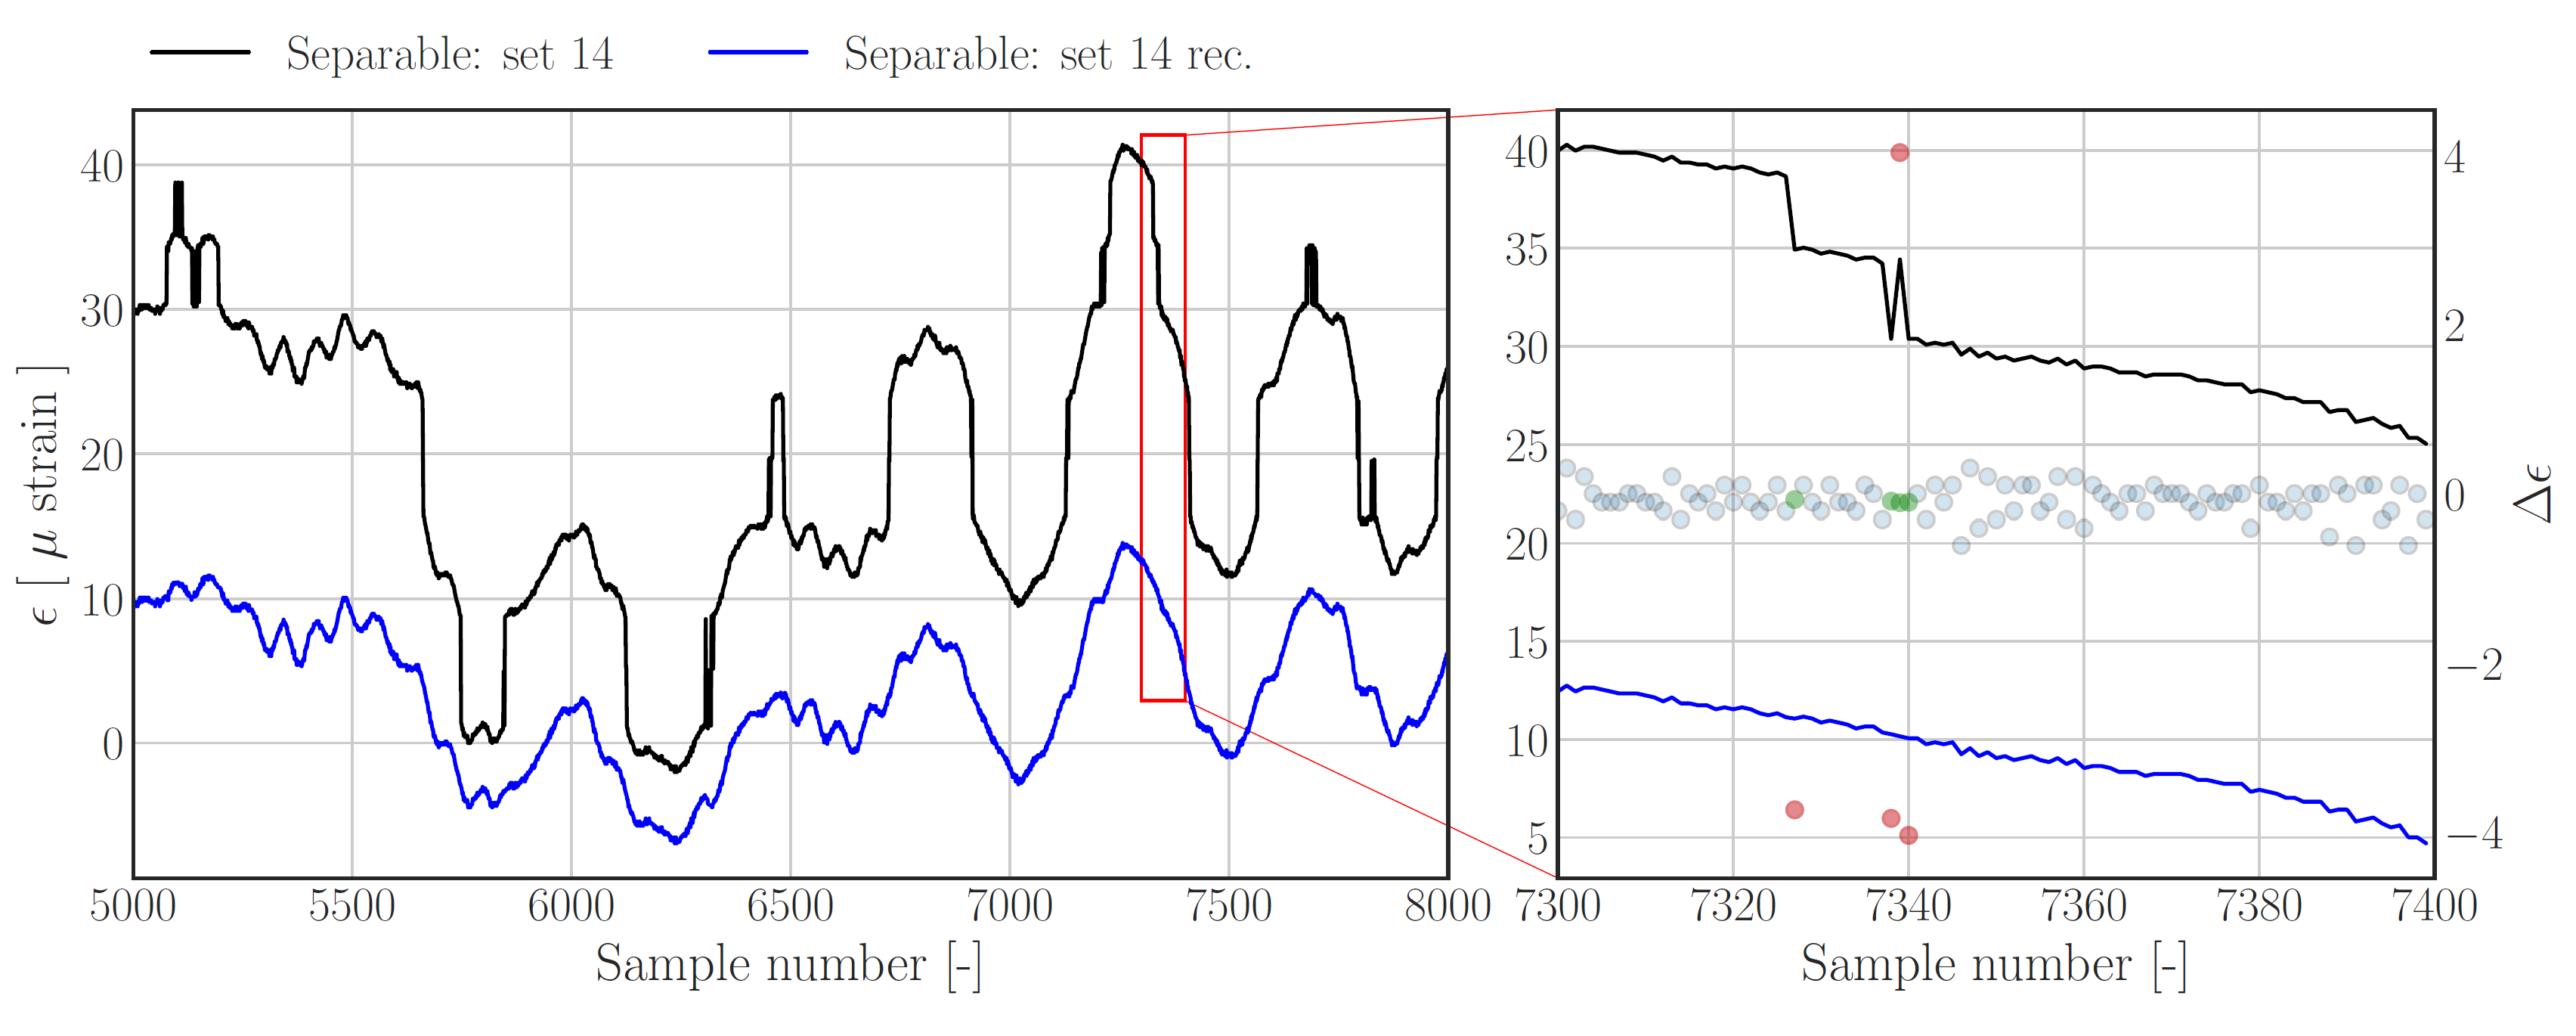 Separable: set 14 Separable: set 14 rec.
40 40 4
35
30 30 2
25
20 20 0
15
10 10 −2
0 5 −4
ϵ [ μ strain ]
Δϵ
5000 5500 6000 6500 7000 7500 8000 7300 7320 7340 7360 7380 7400
Sample number [-] Sample number [-]